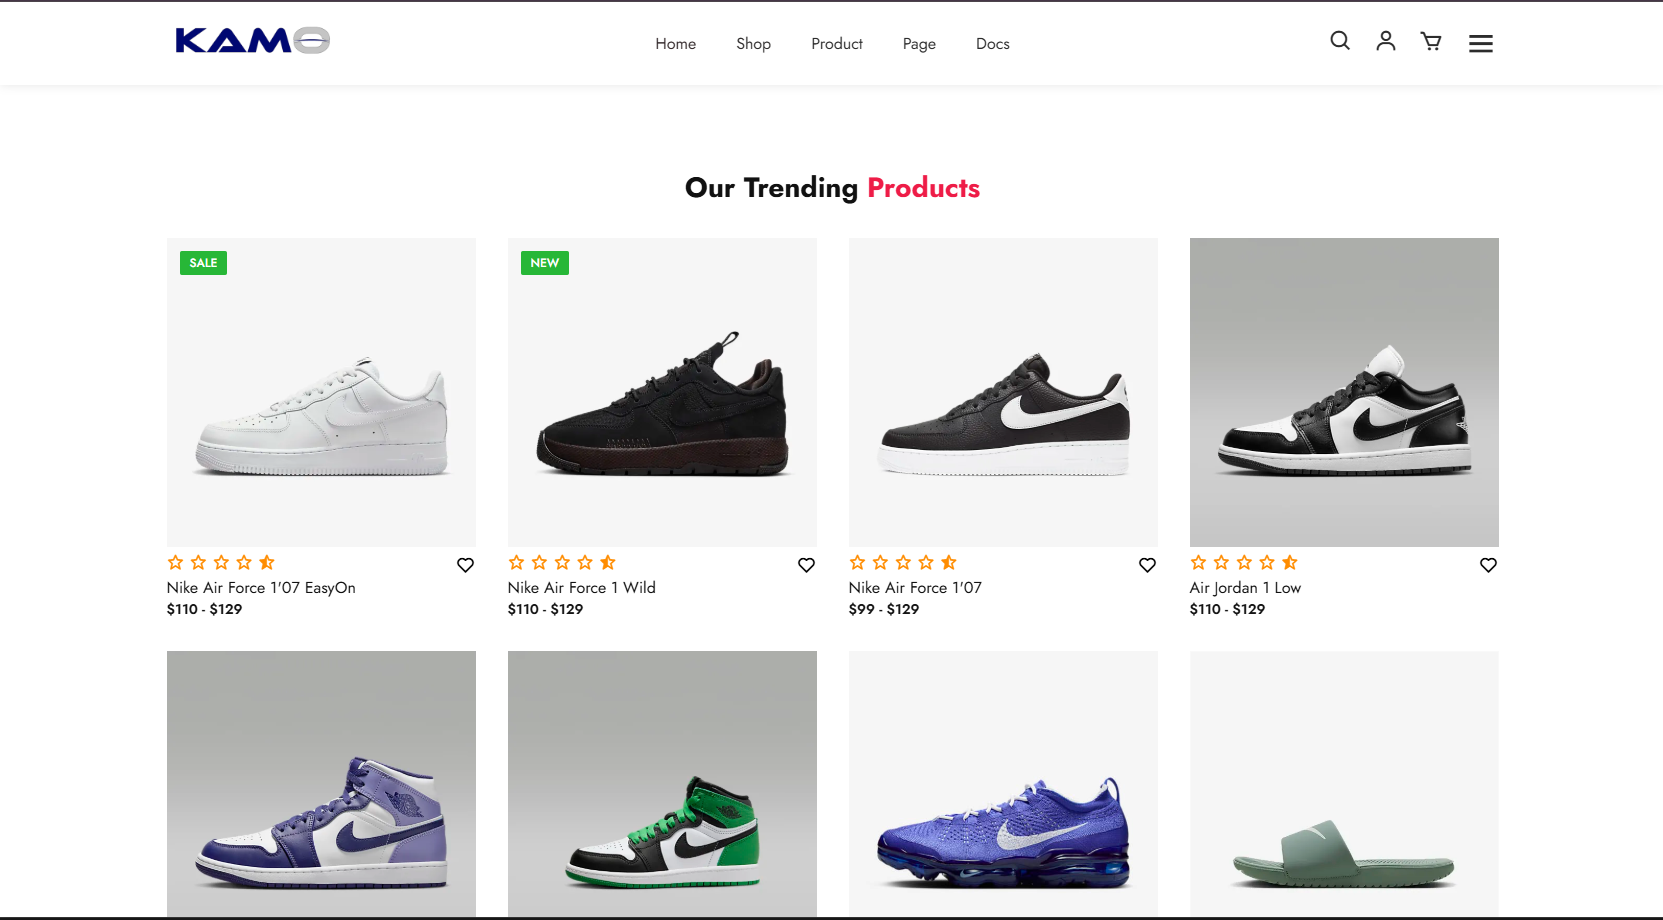 KAMO
Home Shop Product Page Docs
Our Trending Products
SALE
NEW
Nike Air Force 1'07 EasyOn
$110 - $129
Nike Air Force 1 Wild
$110 - $129
Nike Air Force 1'07
$99 - $129
Air Jordan 1 Low
$110 - $129